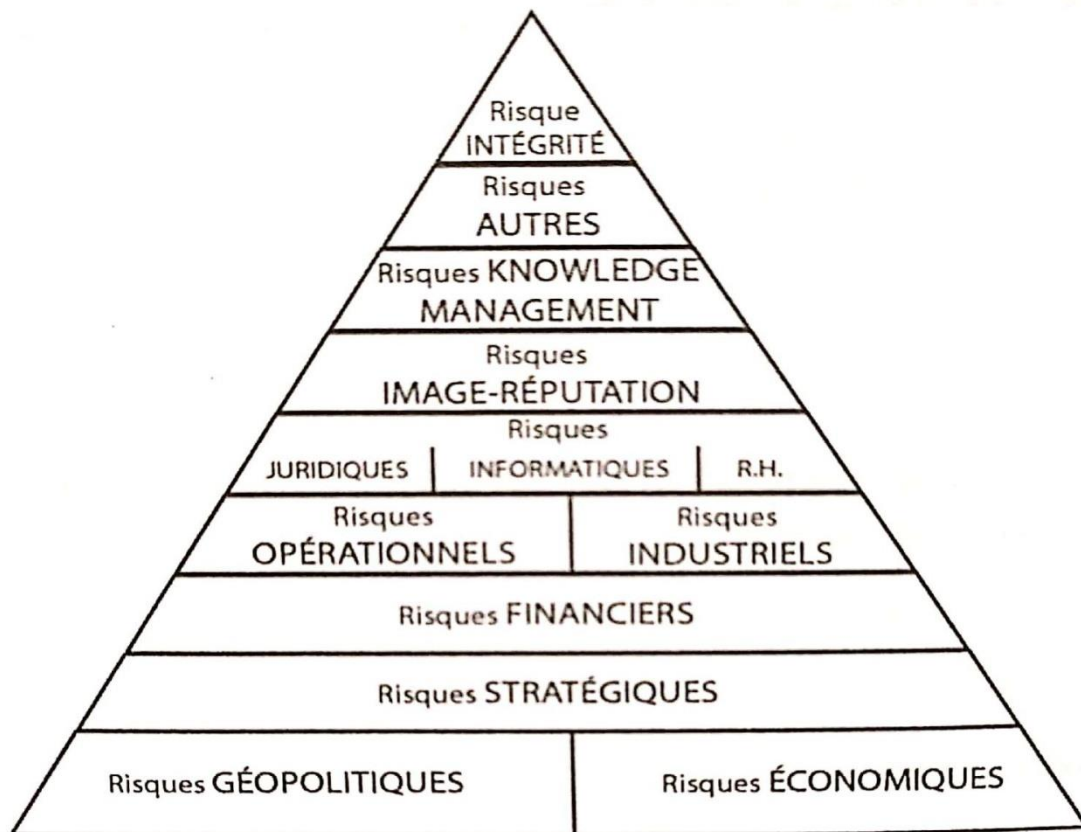 Risque
INTÉGRITÉ
Risques
AUTRES
Risques KNOWLEDGE
MANAGEMENT
Risques
IMAGE-RÉPUTATION
Risques
JURIDIQUES INFORMATIQUES R.H.
Risques Risques
OPÉRATIONNELS INDUSTRIELS
Risques FINANCIERS
Risques STRATÉGIQUES
Risques GÉOPOLITIQUES Risques ÉCONOMIQUES